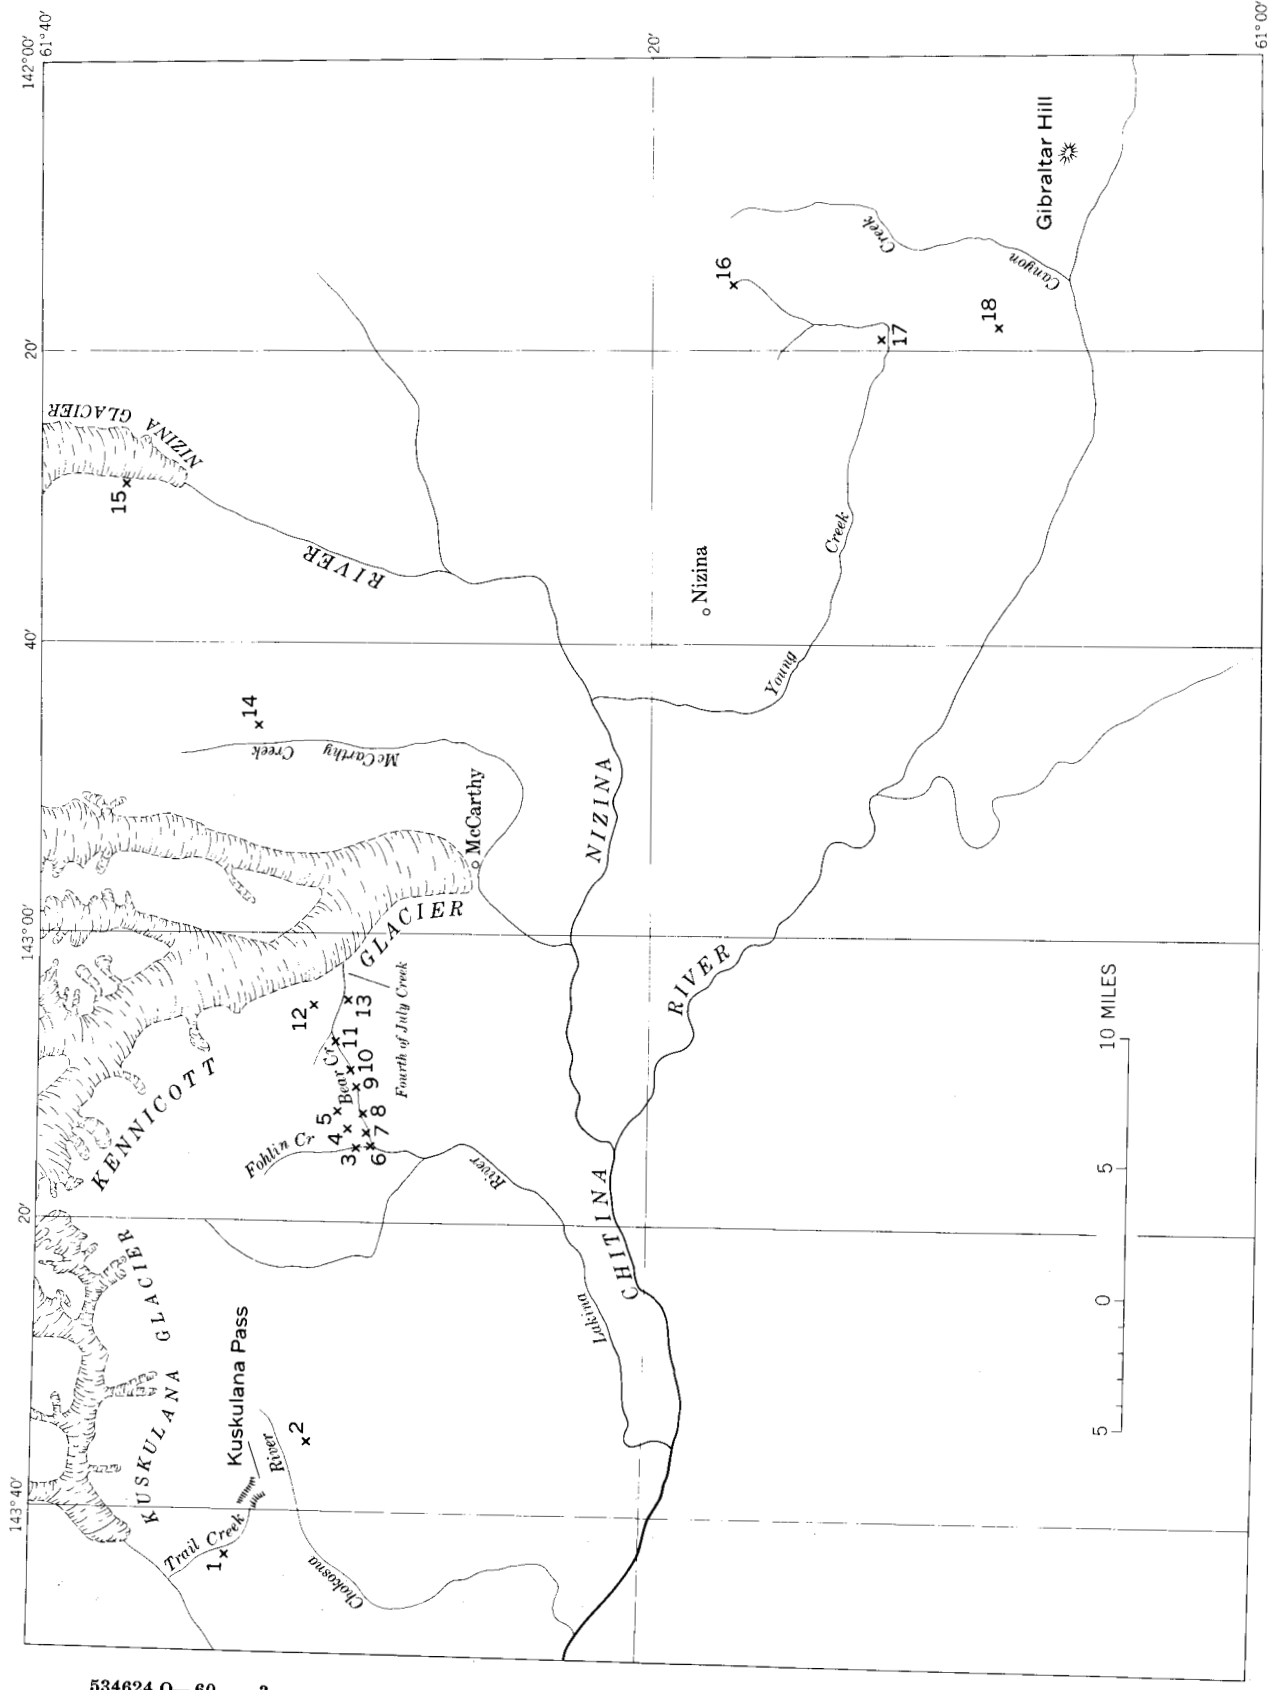 143°40′
20′
143°00′
40′
20′
142°00′
61°40′
20′
61°00′
KUSKULANA GLACIER
KENNICOTT
GLACIER
NIZINA GLACIER
Kuskulana Pass
Trail Creek
1
River
2
Chokosna
Fohlin Cr
Bear Cr
3
4
5
6
7
8
9
10
11
12
13
Fourth of July Creek
McCarthy
McCarthy Creek
14
15
RIVER
NIZINA
Nizina
16
17
18
Young
Creek
Canyon
Creek
Gibraltar Hill
Lakina
River
CHITINA
RIVER
5
0
5
10 MILES
534624 O—60